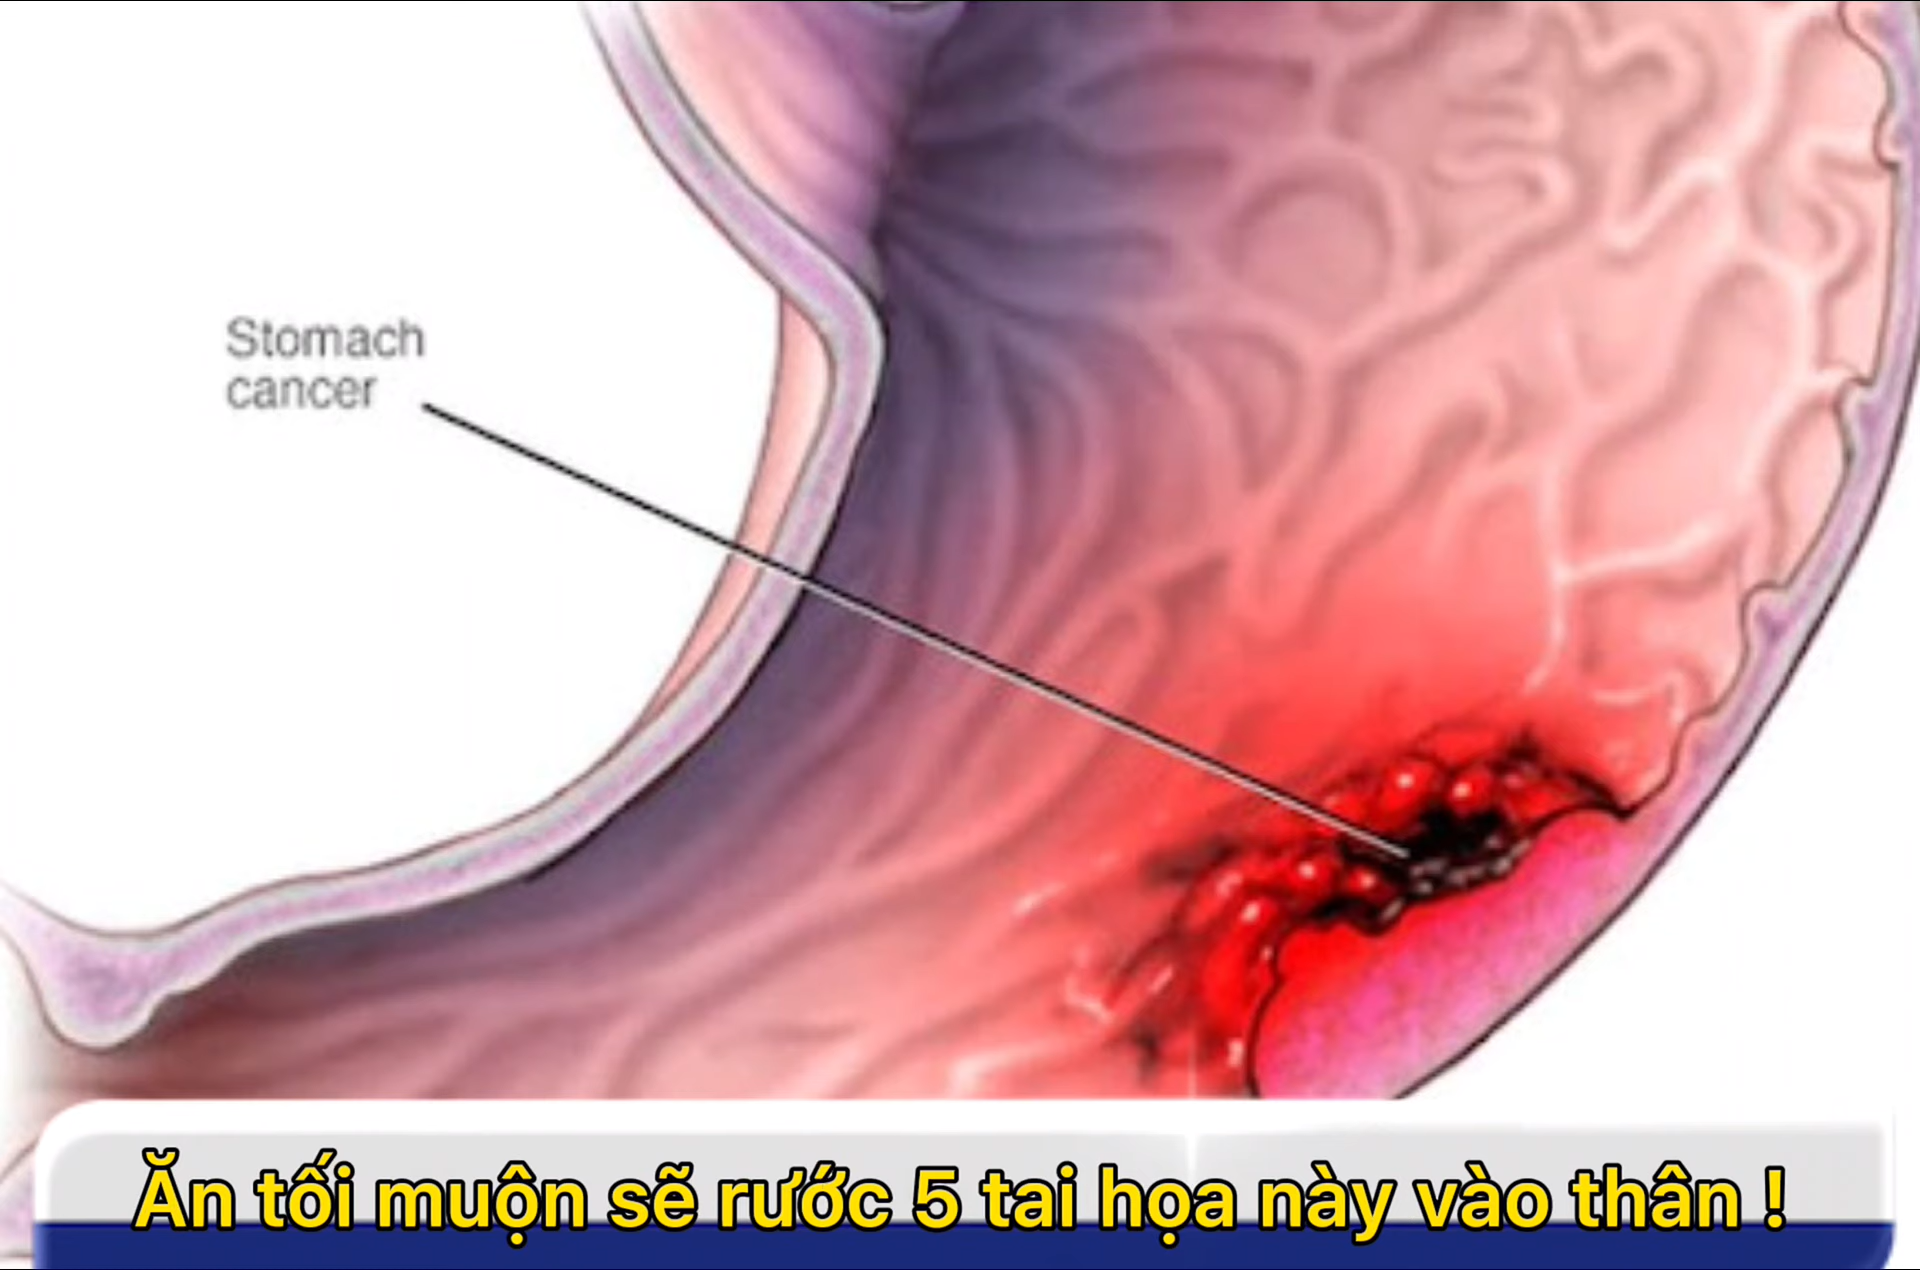 Stomach
cancer
Ăn tối muộn sẽ rước 5 tai họa này vào thân !